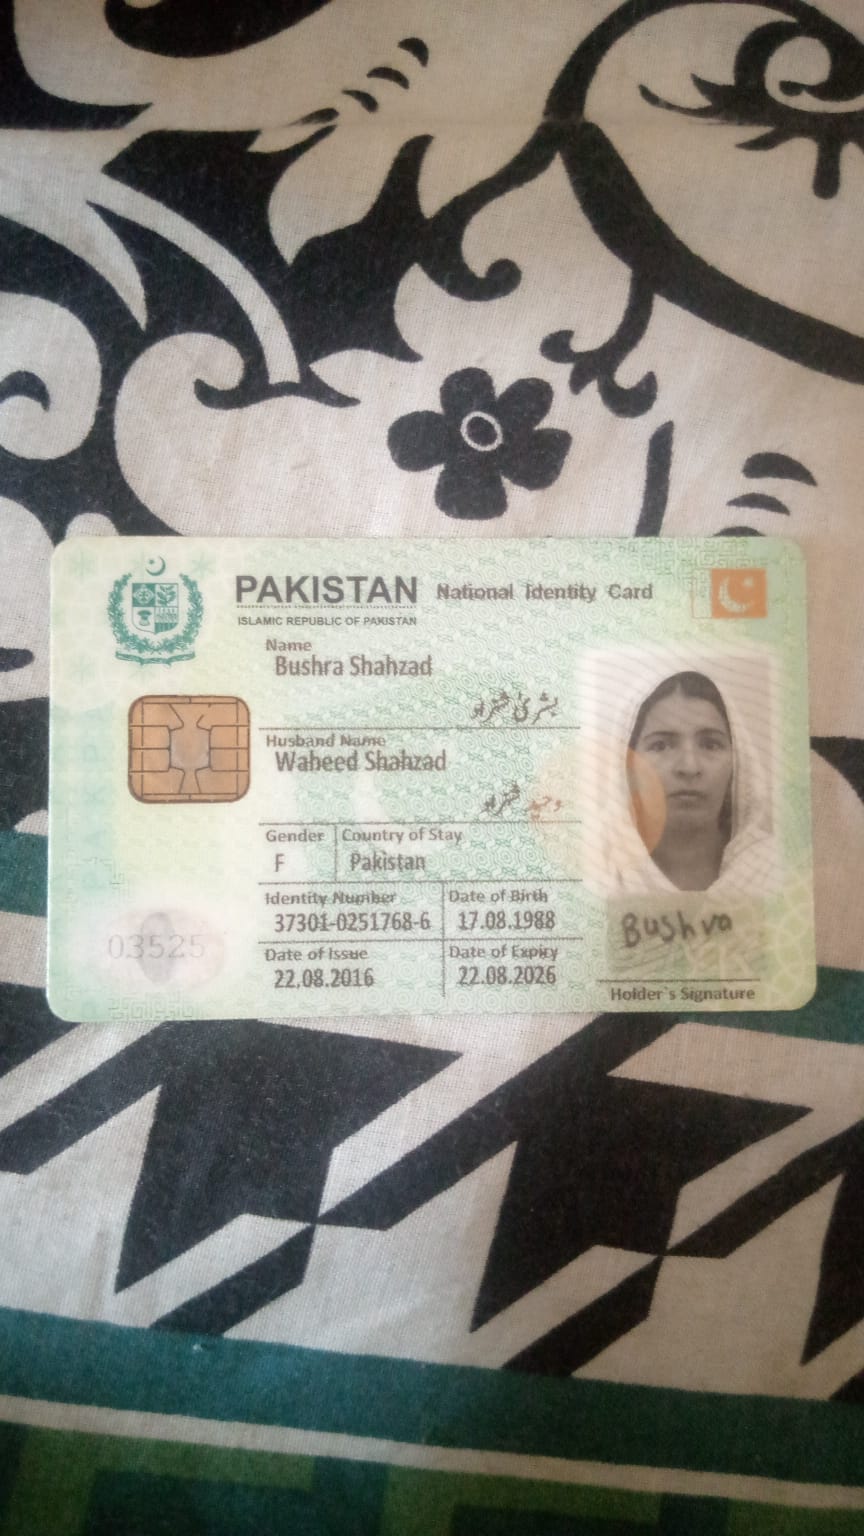 PAKISTAN National Identity Card
ISLAMIC REPUBLIC OF PAKISTAN
Name
Bushra Shahzad
بشریٰ شہزاد
Husband Name
Waheed Shahzad
وحید شہزاد
Gender Country of Stay
F Pakistan
Identity Number Date of Birth
37301-0251768-6 17.08.1988
Date of Issue Date of Expiry
22.08.2016 22.08.2026
03525
Bushra
Holder's Signature